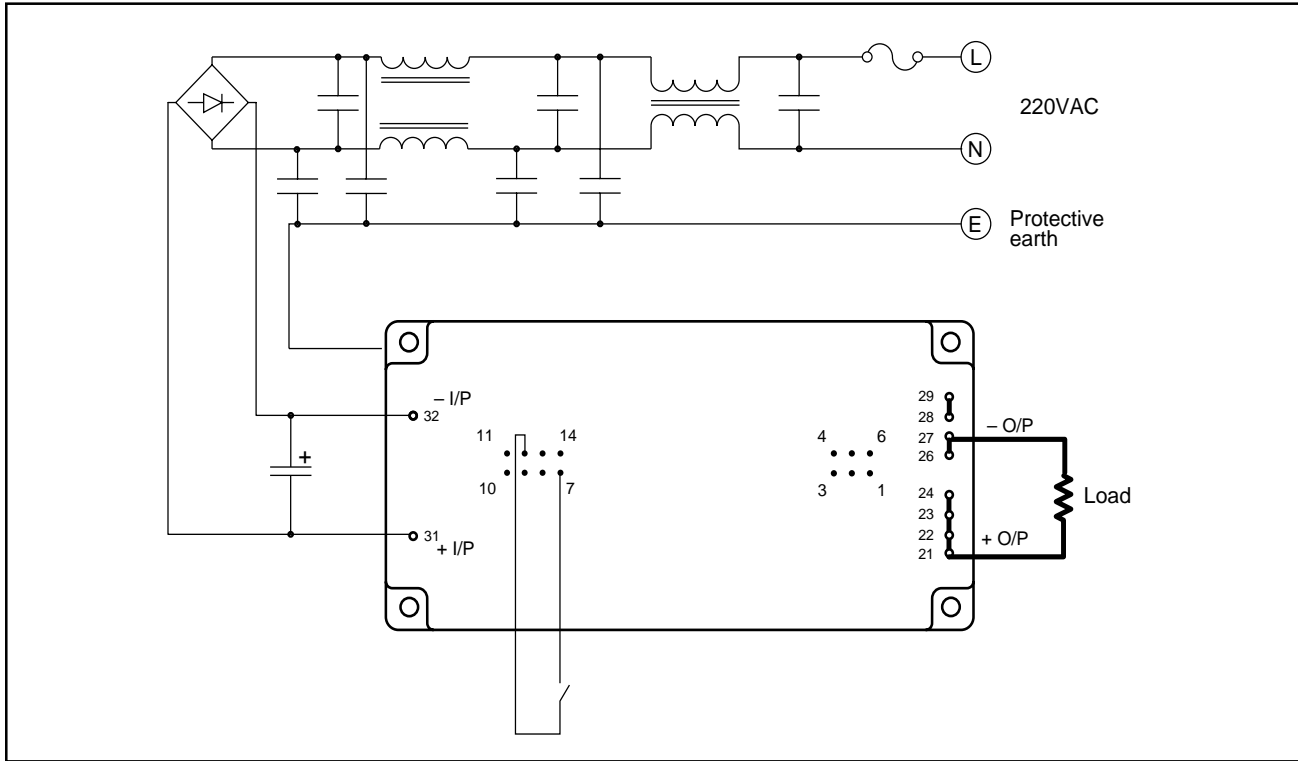 L
220VAC
N
E
Protective
earth
– I/P
32
+
11
14
10
7
31
+ I/P
4
6
3
1
29
28
27
26
– O/P
24
23
22
21
+ O/P
Load